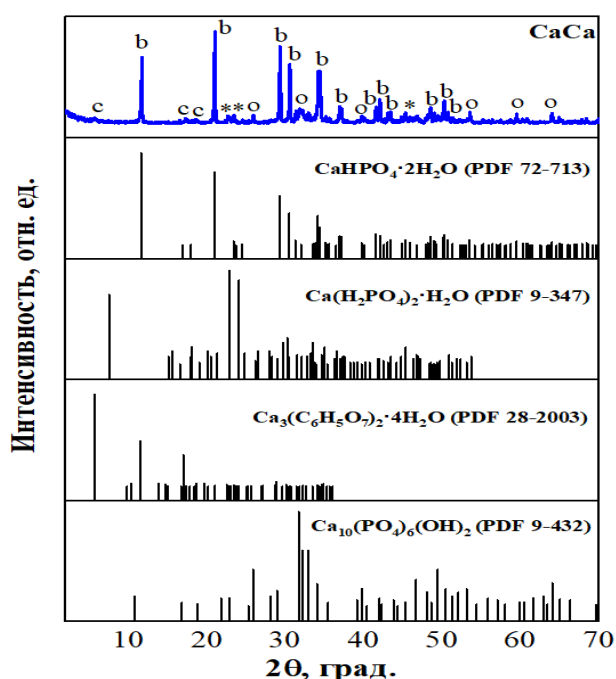 CaCa
b b b b b b b b b b b b b
c c c * * o o o * o o o
CaHPO₄·2H₂O (PDF 72-713)
Ca(H₂PO₄)₂·H₂O (PDF 9-347)
Ca₃(C₆H₅O₇)₂·4H₂O (PDF 28-2003)
Ca₁₀(PO₄)₆(OH)₂ (PDF 9-432)
Интенсивность, отн. ед.
10 20 30 40 50 60 70
2Θ, град.